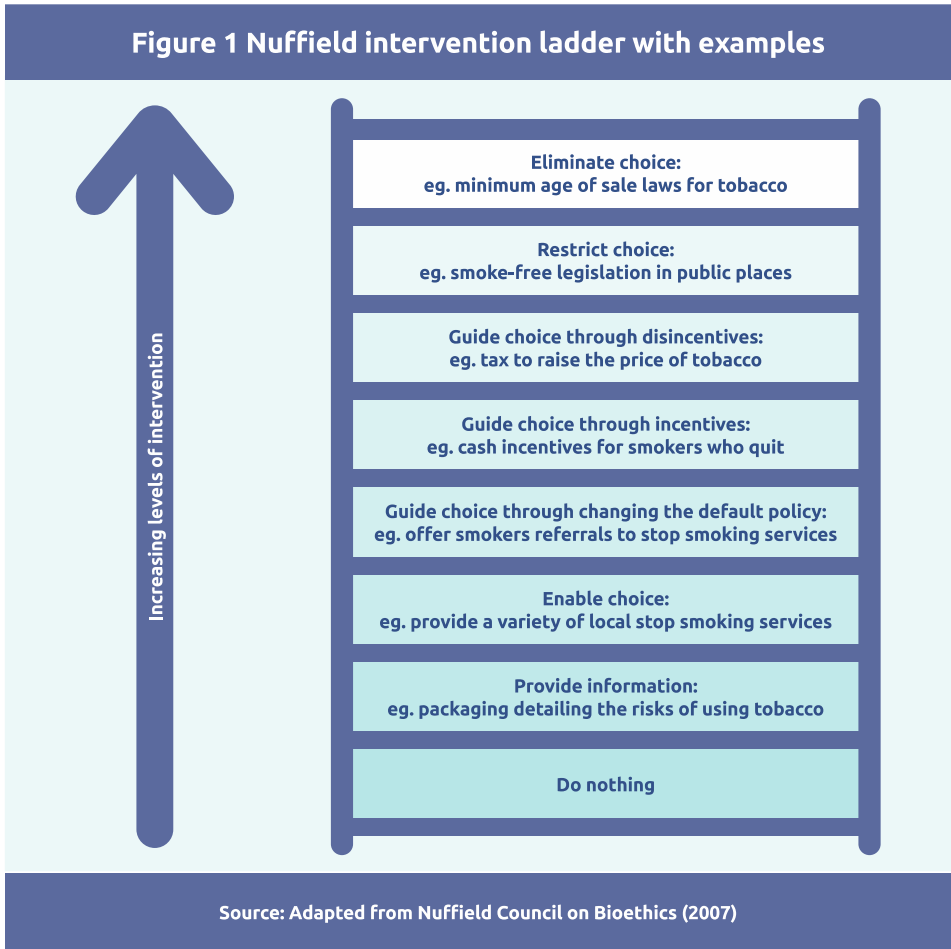 Figure 1 Nuffield intervention ladder with examples
Increasing levels of intervention
Eliminate choice:
eg. minimum age of sale laws for tobacco
Restrict choice:
eg. smoke-free legislation in public places
Guide choice through disincentives:
eg. tax to raise the price of tobacco
Guide choice through incentives:
eg. cash incentives for smokers who quit
Guide choice through changing the default policy:
eg. offer smokers referrals to stop smoking services
Enable choice:
eg. provide a variety of local stop smoking services
Provide information:
eg. packaging detailing the risks of using tobacco
Do nothing
Source: Adapted from Nuffield Council on Bioethics (2007)